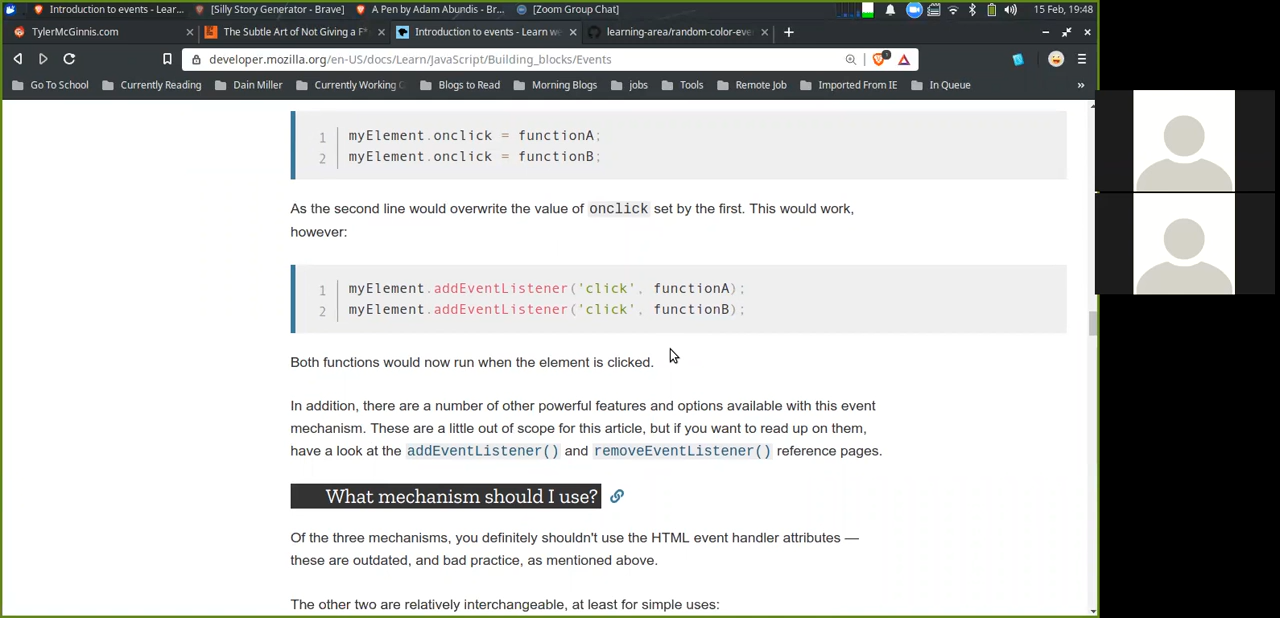 Introduction to events - Lear... [Silly Story Generator - Brave] A Pen by Adam Abundis - Br... [Zoom Group Chat] 15 Feb, 19:48
TylerMcGinnis.com The Subtle Art of Not Giving a F* Introduction to events - Learn we learning-area/random-color-eve
developer.mozilla.org/en-US/docs/Learn/JavaScript/Building_blocks/Events 1
Go To School Currently Reading Dain Miller Currently Working Blogs to Read Morning Blogs jobs Tools Remote Job Imported From IE In Queue »
1 myElement.onclick = functionA;
2 myElement.onclick = functionB;
As the second line would overwrite the value of onclick set by the first. This would work,
however:
1 myElement.addEventListener('click', functionA);
2 myElement.addEventListener('click', functionB);
Both functions would now run when the element is clicked.
In addition, there are a number of other powerful features and options available with this event
mechanism. These are a little out of scope for this article, but if you want to read up on them,
have a look at the addEventListener() and removeEventListener() reference pages.
What mechanism should I use?
Of the three mechanisms, you definitely shouldn't use the HTML event handler attributes —
these are outdated, and bad practice, as mentioned above.
The other two are relatively interchangeable, at least for simple uses: